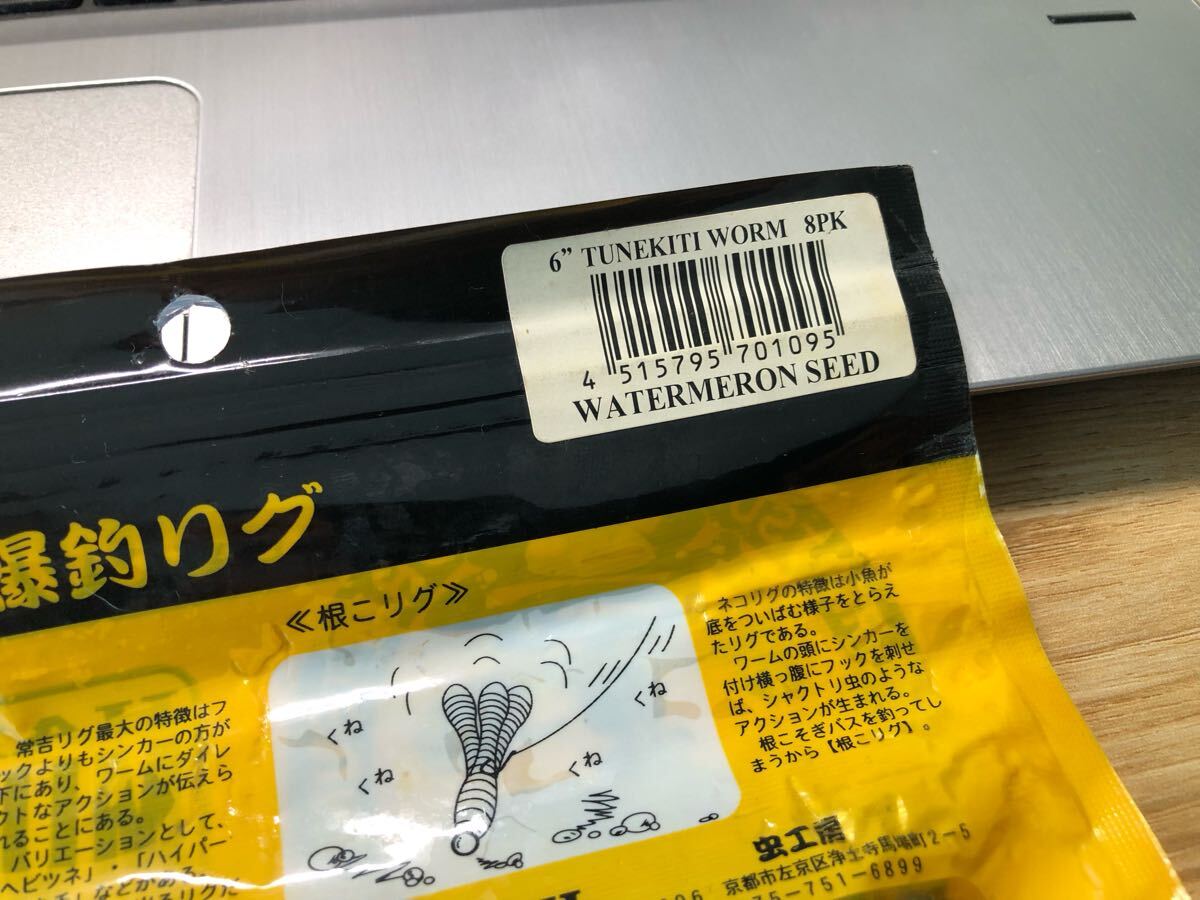 6” TUNEKITI WORM 8PK
4 515795 701095
WATERMERON SEED
爆釣リグ
≪根こリグ≫
くね
くね
くね
くね
ネコリグの特徴は小魚が
底をついばむ様子をとらえ
たリグである。
ワームの頭にシンカーを
付け横っ腹にフックを刺せ
ば、シャクトリ虫のような
アクションが生まれる。
根こそぎバスを釣ってし
まうから【根こリグ】。
常吉リグ最大の特徴はフ
ックよりもシンカーの方が
下にあり、ワームにダイレ
クトなアクションが伝えら
れることにある。
バリエーションとして、
「ハイパー
ヘビツネ」・
などがある。
虫工房
京都市左京区浄土寺馬場町2-5
75-751-6899